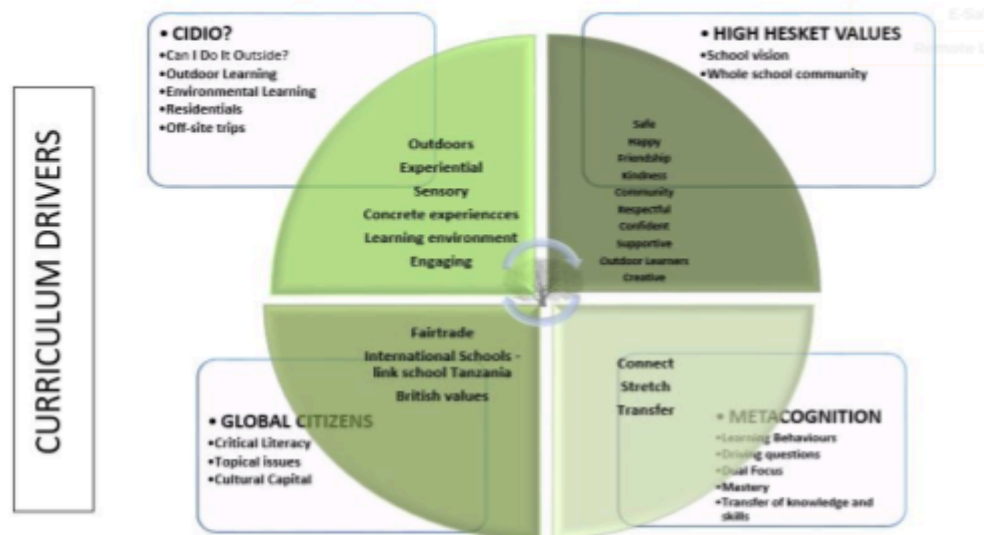 CURRICULUM DRIVERS
• CIDIO?
•Can I Do It Outside?
•Outdoor Learning
•Environmental Learning
•Residentials
•Off-site trips
Outdoors
Experiential
Sensory
Concrete experiencces
Learning environment
Engaging
• HIGH HESKET VALUES
•School vision
•Whole school community
Safe
Happy
Friendship
Kindness
Community
Respectful
Confident
Supportive
Outdoor Learners
Creative
Fairtrade
International Schools -
link school Tanzania
British values
• GLOBAL CITIZENS
•Critical Literacy
•Topical issues
•Cultural Capital
Connect
Stretch
Transfer
• METACOGNITION
•Learning Behaviours
•Driving questions
•Dual Focus
•Mastery
•Transfer of knowledge and
skills